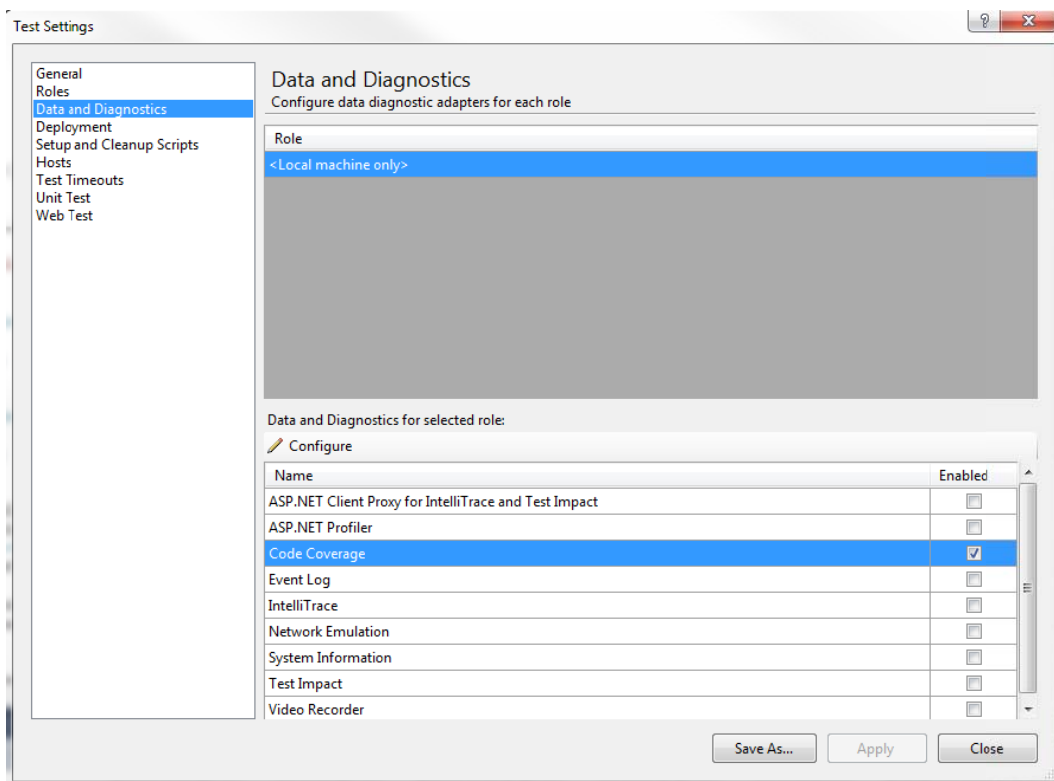 Test Settings
General
Roles
Data and Diagnostics
Deployment
Setup and Cleanup Scripts
Hosts
Test Timeouts
Unit Test
Web Test
Data and Diagnostics
Configure data diagnostic adapters for each role
Role
<Local machine only>
Data and Diagnostics for selected role:
Configure
Name Enabled
ASP.NET Client Proxy for IntelliTrace and Test Impact
ASP.NET Profiler
Code Coverage
Event Log
IntelliTrace
Network Emulation
System Information
Test Impact
Video Recorder
Save As... Apply Close